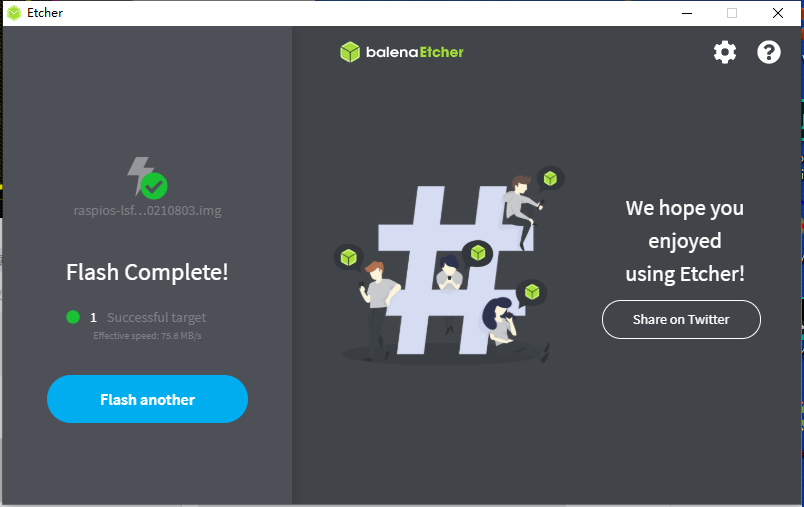 Etcher
balenaEtcher
raspios-lsf...0210803.img
Flash Complete!
1 Successful target
Effective speed: 75.6 MB/s
Flash another
We hope you
enjoyed
using Etcher!
Share on Twitter